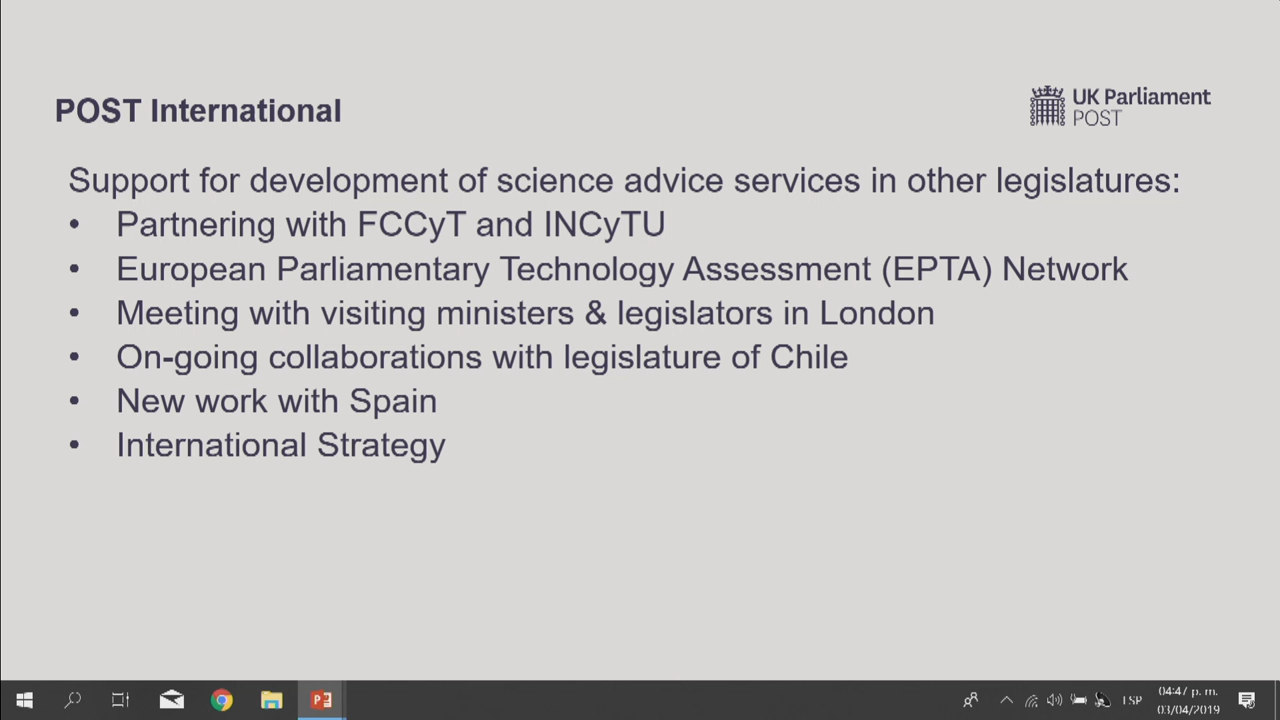 POST International
UK Parliament
POST
Support for development of science advice services in other legislatures:
• Partnering with FCCyT and INCyTU
• European Parliamentary Technology Assessment (EPTA) Network
• Meeting with visiting ministers & legislators in London
• On-going collaborations with legislature of Chile
• New work with Spain
• International Strategy
ESP
04:47 p. m.
03/04/2019